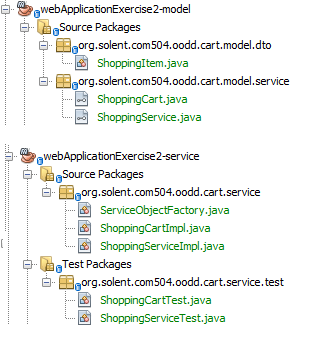 webApplicationExercise2-model
Source Packages
org.solent.com504.oodd.cart.model.dto
ShoppingItem.java
org.solent.com504.oodd.cart.model.service
ShoppingCart.java
ShoppingService.java
webApplicationExercise2-service
Source Packages
org.solent.com504.oodd.cart.service
ServiceObjectFactory.java
ShoppingCartImpl.java
ShoppingServiceImpl.java
Test Packages
org.solent.com504.oodd.cart.service.test
ShoppingCartTest.java
ShoppingServiceTest.java